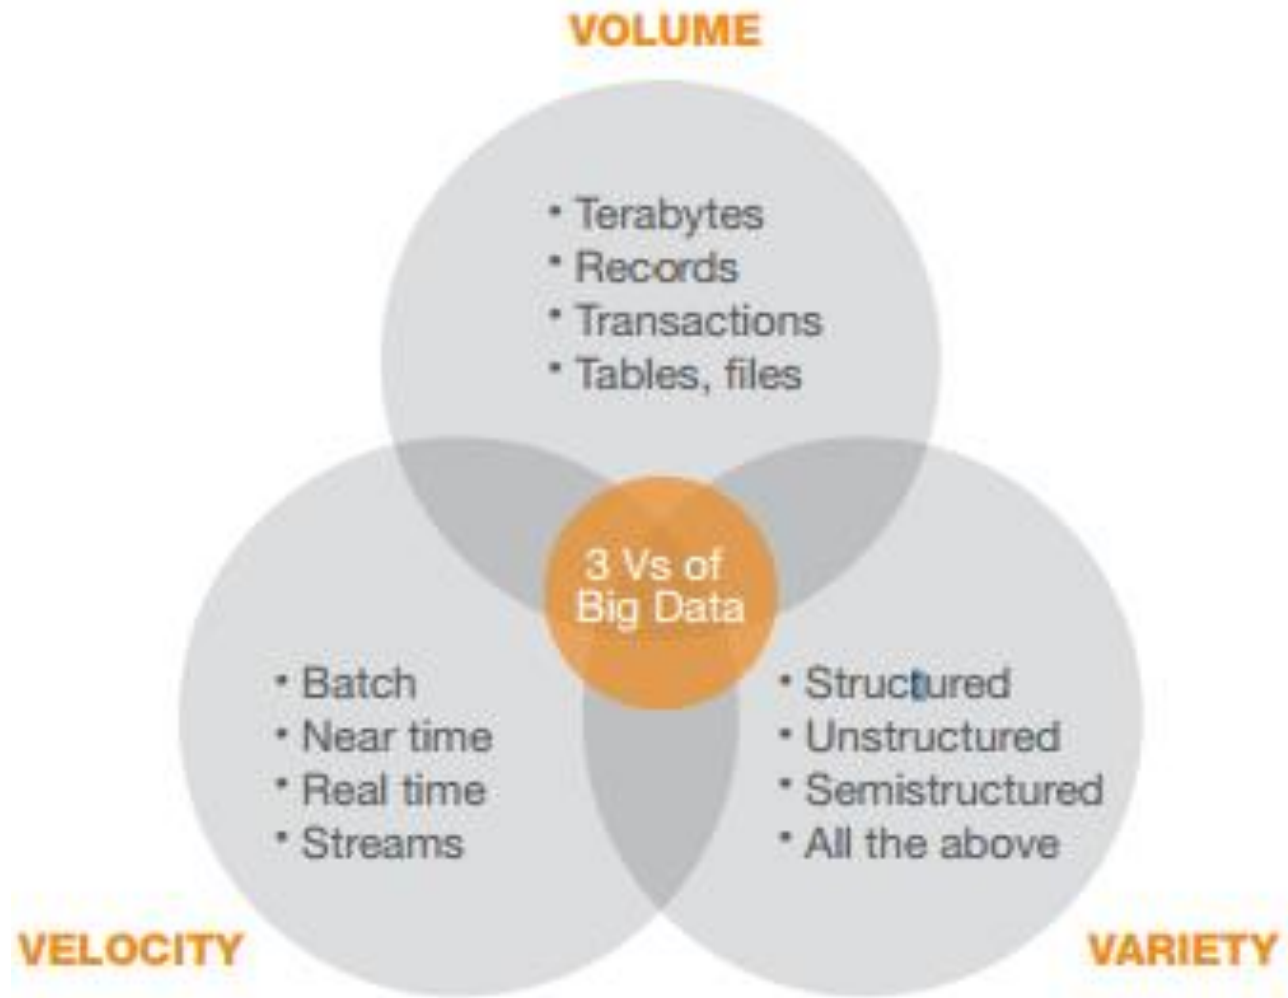 VOLUME
• Terabytes
• Records
• Transactions
• Tables, files
3 Vs of
Big Data
• Batch
• Near time
• Real time
• Streams
• Structured
• Unstructured
• Semistructured
• All the above
VELOCITY
VARIETY